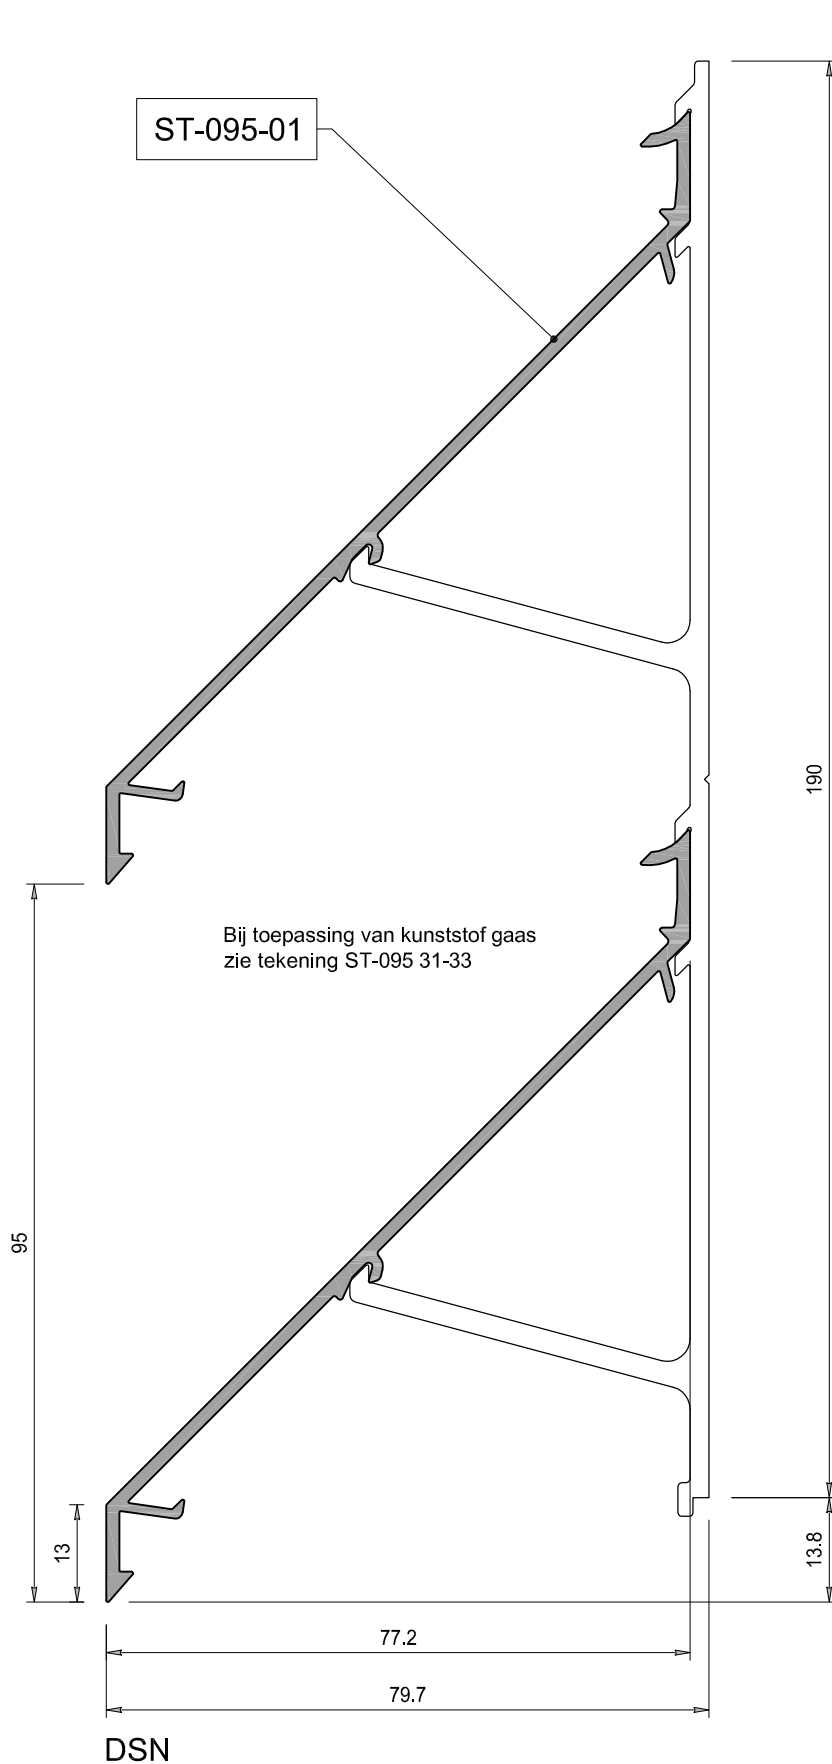 ST-095-01
190
Bij toepassing van kunststof gaas
zie tekening ST-095 31-33
95
13
13.8
77.2
79.7
DSN